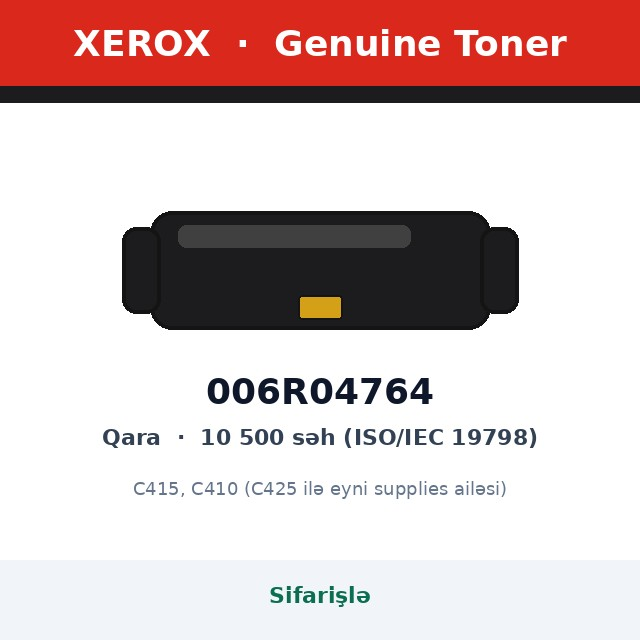 XEROX · Genuine Toner
006R04764
Qara · 10 500 səh (ISO/IEC 19798)
C415, C410 (C425 ilə eyni supplies ailəsi)
Sifarişlə